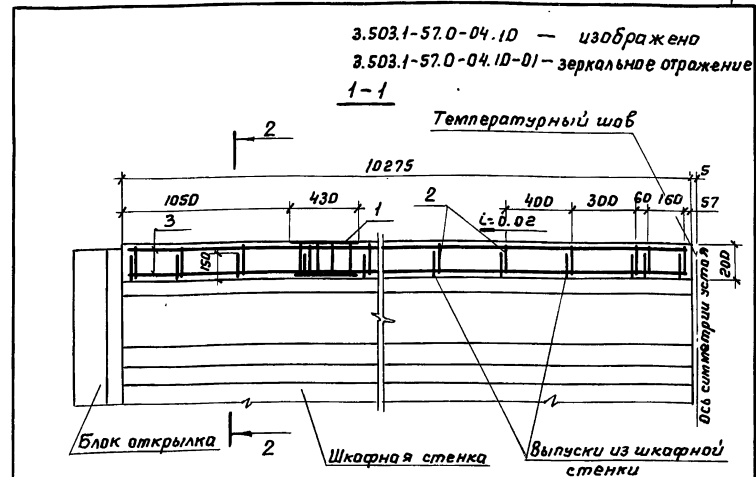 3.503.1-57.0-04.10 — изображено
3.503.1-57.0-04.10-01 — зеркальное отражение
1-1
Температурный шов
2
10275
5
1050
430
1
2
400
300
60
160
57
3
i=0.02
150
200
Ось симметрии устоя
Блок открылка
2
Шкафная стенка
Выпуски из шкафной
стенки